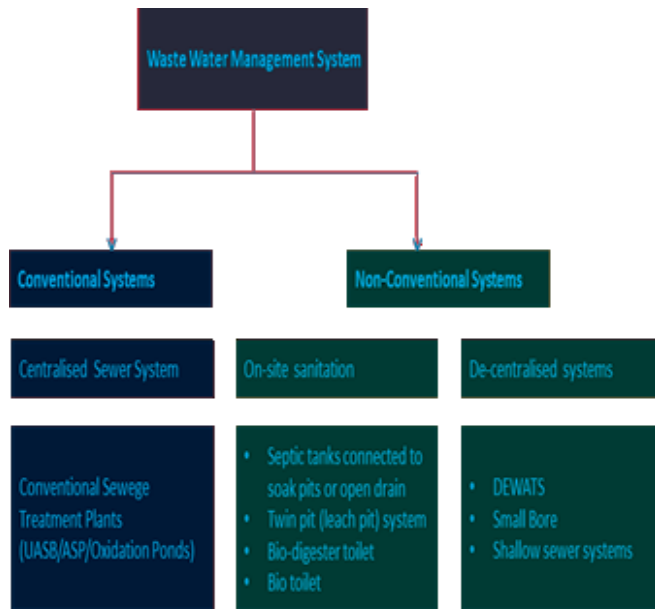 Waste Water Management System
Conventional Systems
Non-Conventional Systems
Centralised Sewer System
On-site sanitation
De-centralised systems
Conventional Sewege
Treatment Plants
(UASB/ASP/Oxidation Ponds)
• Septic tanks connected to
soak pits or open drain
• Twin pit (leach pit) system
• Bio-digester toilet
• Bio toilet
• DEWATS
• Small Bore
• Shallow sewer systems